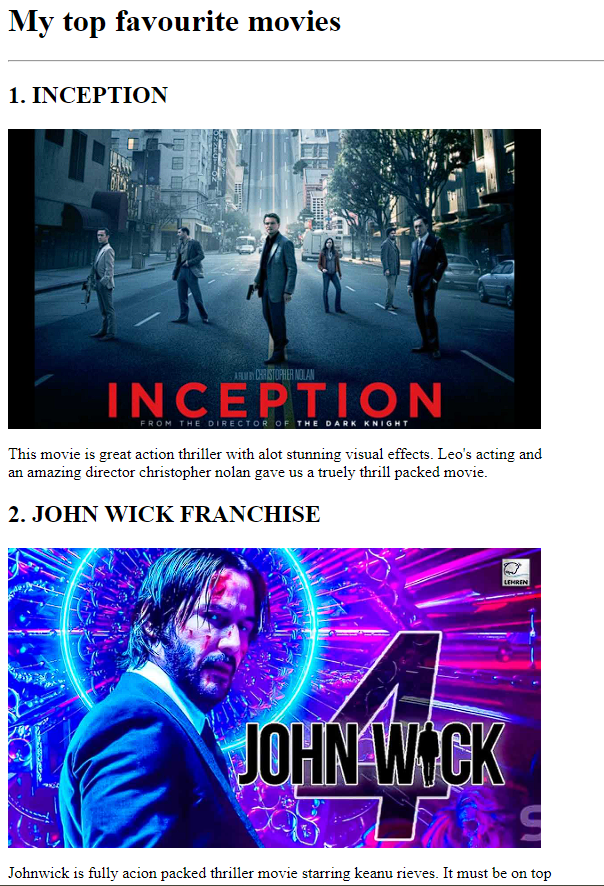 My top favourite movies
1. INCEPTION
A FILM BY CHRISTOPHER NOLAN
INCEPTION
FROM THE DIRECTOR OF THE DARK KNIGHT
This movie is great action thriller with alot stunning visual effects. Leo's acting and
an amazing director christopher nolan gave us a truely thrill packed movie.
2. JOHN WICK FRANCHISE
LEHREN
4
JOHN WICK
Johnwick is fully acion packed thriller movie starring keanu rieves. It must be on top